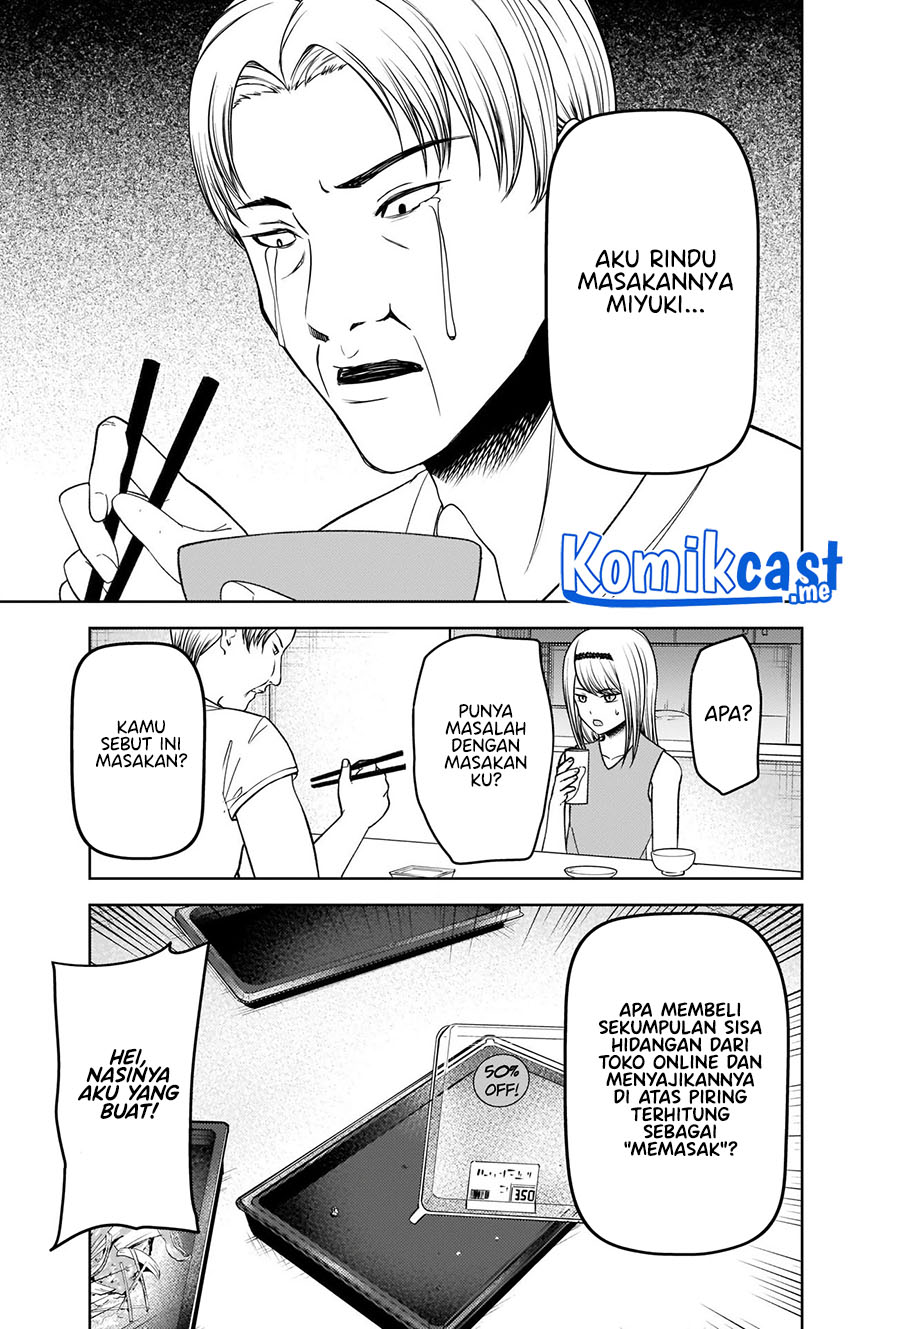 AKU RINDU
MASAKANNYA
MIYUKI...
Komikcast
.me
APA?
PUNYA
MASALAH
DENGAN
MASAKAN
KU?
KAMU
SEBUT INI
MASAKAN?
APA MEMBELI
SEKUMPULAN SISA
HIDANGAN DARI
TOKO ONLINE DAN
MENYAJIKANNYA
DI ATAS PIRING
TERHITUNG
SEBAGAI
"MEMASAK"?
50%
OFF!
350
HEI,
NASINYA
AKU YANG
BUAT!